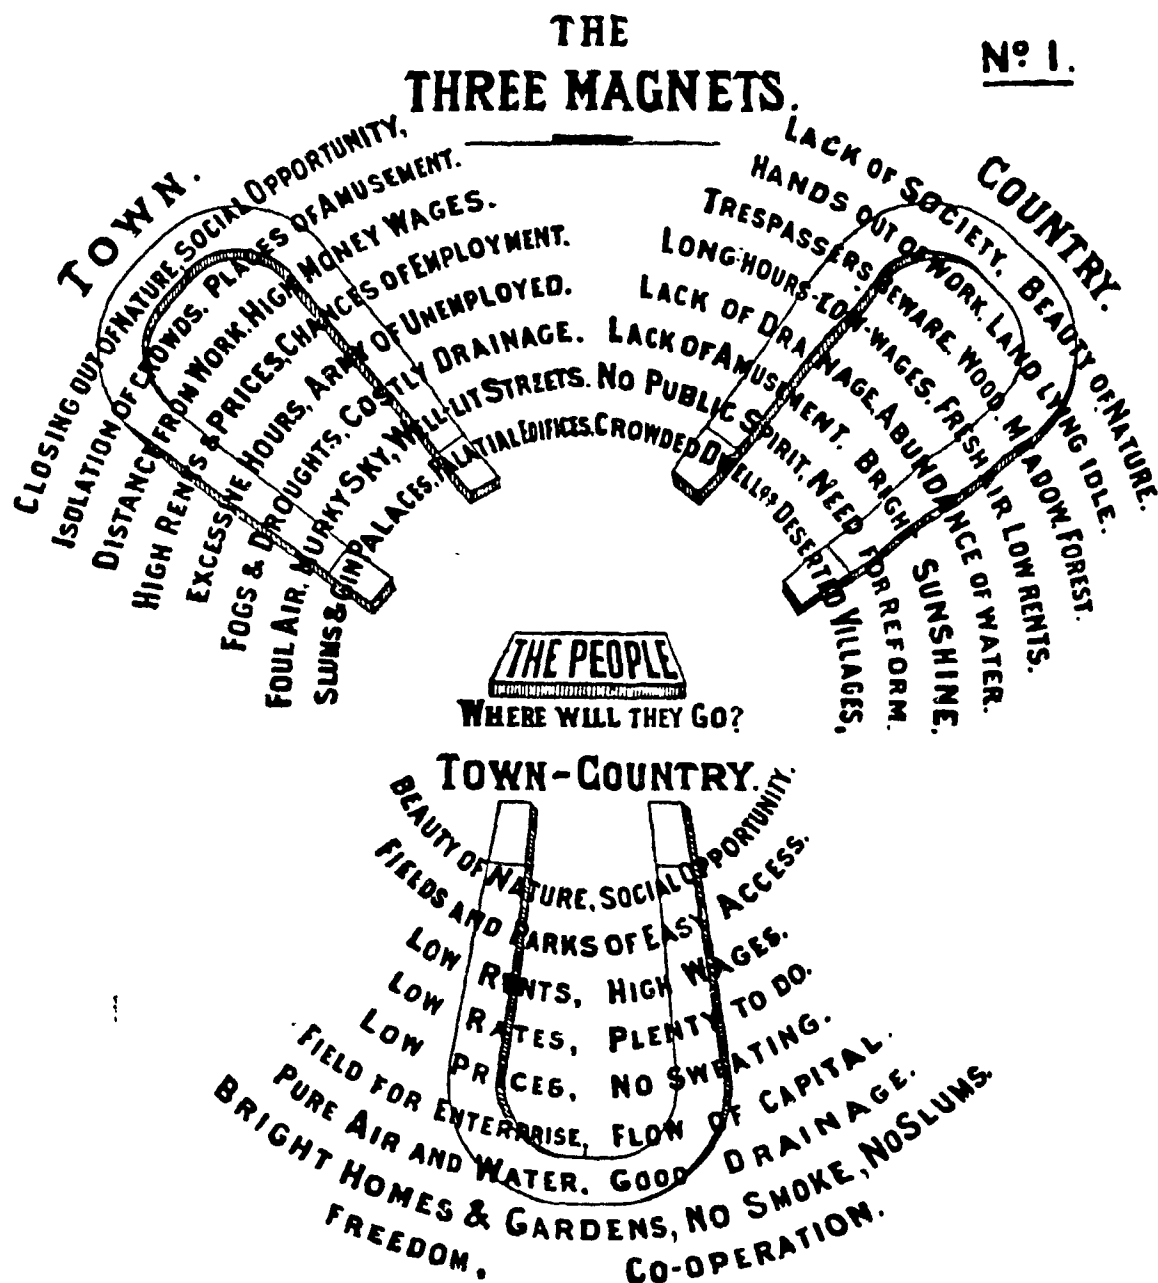 THE
THREE MAGNETS.
Nº 1.
TOWN.
CLOSING OUT OF NATURE. SOCIAL OPPORTUNITY.
ISOLATION OF CROWDS. PLACES OF AMUSEMENT.
DISTANCE FROM WORK. HIGH MONEY WAGES.
HIGH RENTS & PRICES. CHANCES OF EMPLOYMENT.
EXCESSIVE HOURS. ARMY OF UNEMPLOYED.
FOGS & DROUGHTS. COSTLY DRAINAGE.
FOUL AIR. MURKY SKY. WELL-LIT STREETS.
SLUMS & GIN PALACES. PALATIAL EDIFICES.
COUNTRY.
LACK OF SOCIETY. BEAUTY OF NATURE.
HANDS OUT OF WORK. LAND LYING IDLE.
TRESPASSERS BEWARE. WOOD. MEADOW. FOREST.
LONG-HOURS-LOW-WAGES. FRESH AIR LOW RENTS.
LACK OF DRAINAGE. ABUNDANCE OF WATER.
LACK OF AMUSEMENT. BRIGHT SUNSHINE.
NO PUBLIC SPIRIT. NEED FOR REFORM.
CROWDED DWELLGS DESERTED VILLAGES,
THE PEOPLE
WHERE WILL THEY GO?
TOWN-COUNTRY.
BEAUTY OF NATURE. SOCIAL OPPORTUNITY.
FIELDS AND PARKS OF EASY ACCESS.
LOW RENTS, HIGH WAGES.
LOW RATES, PLENTY TO DO.
LOW PRICES, NO SWEATING.
FIELD FOR ENTERPRISE, FLOW OF CAPITAL.
PURE AIR AND WATER. GOOD DRAINAGE.
BRIGHT HOMES & GARDENS, NO SMOKE, NO SLUMS.
FREEDOM. CO-OPERATION.